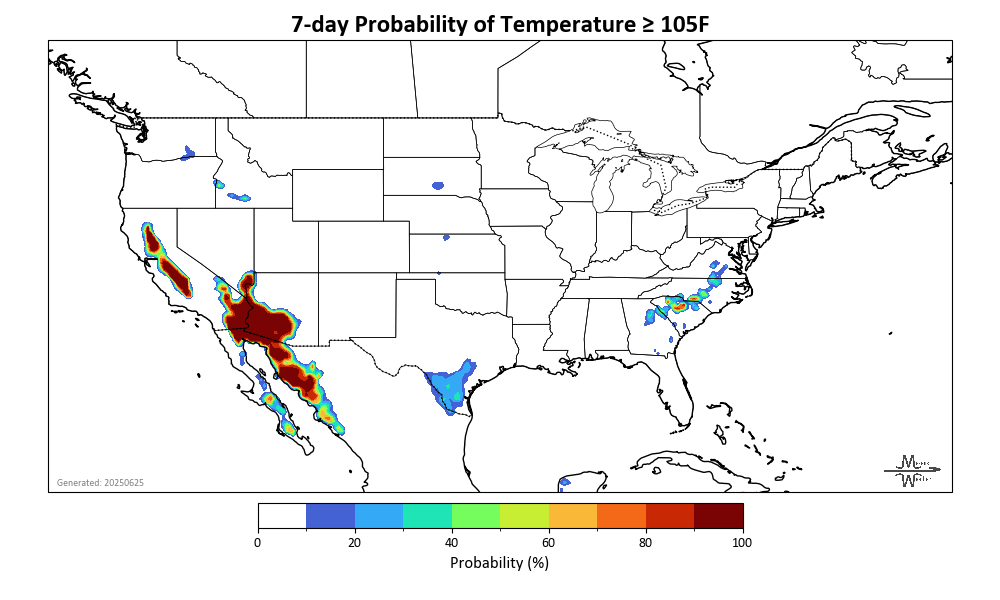 7-day Probability of Temperature ≥ 105F
Generated: 20250625
0 20 40 60 80 100
Probability (%)